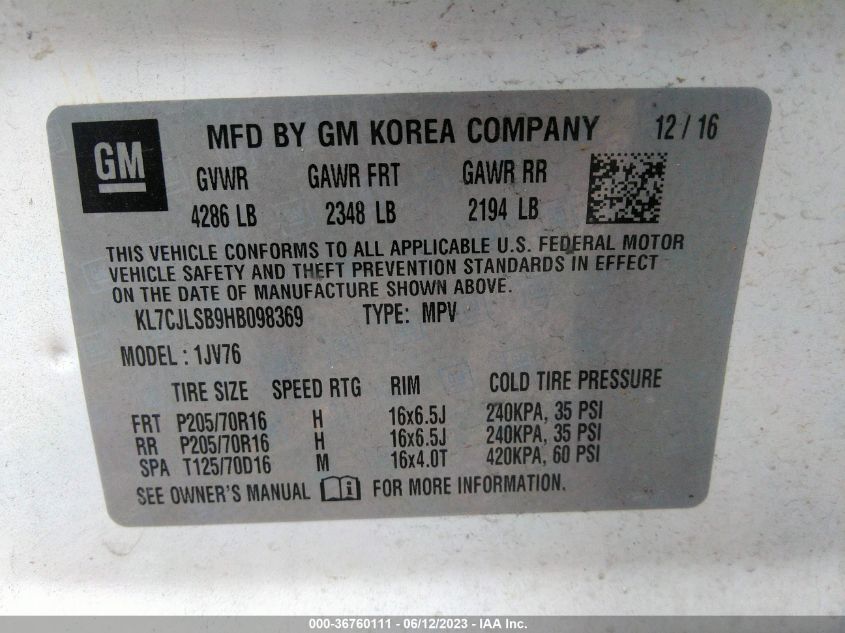 GM
MFD BY GM KOREA COMPANY 12 / 16
GVWR GAWR FRT GAWR RR
4286 LB 2348 LB 2194 LB
THIS VEHICLE CONFORMS TO ALL APPLICABLE U.S. FEDERAL MOTOR
VEHICLE SAFETY AND THEFT PREVENTION STANDARDS IN EFFECT
ON THE DATE OF MANUFACTURE SHOWN ABOVE.
KL7CJLSB9HB098369 TYPE: MPV
MODEL : 1JV76
TIRE SIZE SPEED RTG RIM COLD TIRE PRESSURE
FRT P205/70R16 H 16x6.5J 240KPA, 35 PSI
RR P205/70R16 H 16x6.5J 240KPA, 35 PSI
SPA T125/70D16 M 16x4.0T 420KPA, 60 PSI
SEE OWNER'S MANUAL FOR MORE INFORMATION.
000-36760111 - 06/12/2023 - IAA Inc.